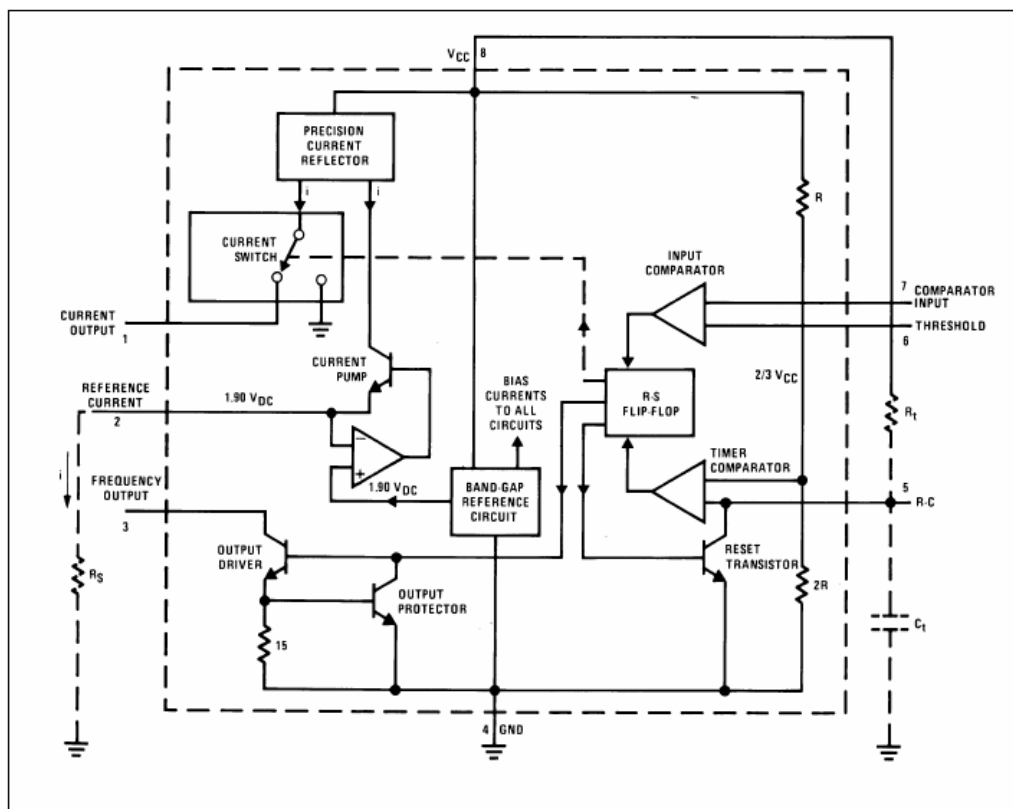 VCC 8
PRECISION
CURRENT
REFLECTOR
i
i
R
CURRENT
SWITCH
INPUT
COMPARATOR
7 COMPARATOR
INPUT
THRESHOLD
6
CURRENT
OUTPUT 1
CURRENT
PUMP
2/3 VCC
BIAS
CURRENTS
TO ALL
CIRCUITS
R-S
FLIP-FLOP
REFERENCE
CURRENT
2
1.90 VDC
Rt
−
+
1.90 VDC
TIMER
COMPARATOR
i
FREQUENCY
OUTPUT
3
BAND-GAP
REFERENCE
CIRCUIT
5
R-C
OUTPUT
DRIVER
RESET
TRANSISTOR
RS
OUTPUT
PROTECTOR
2R
Ct
15
4 GND